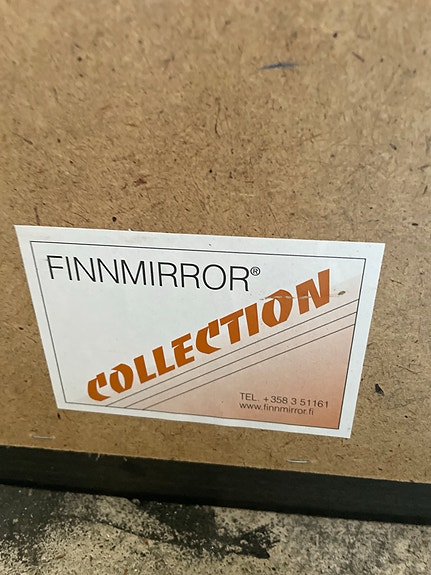 FINNMIRROR®
COLLECTION
TEL. +358 3 51161
www.finnmirror.fi